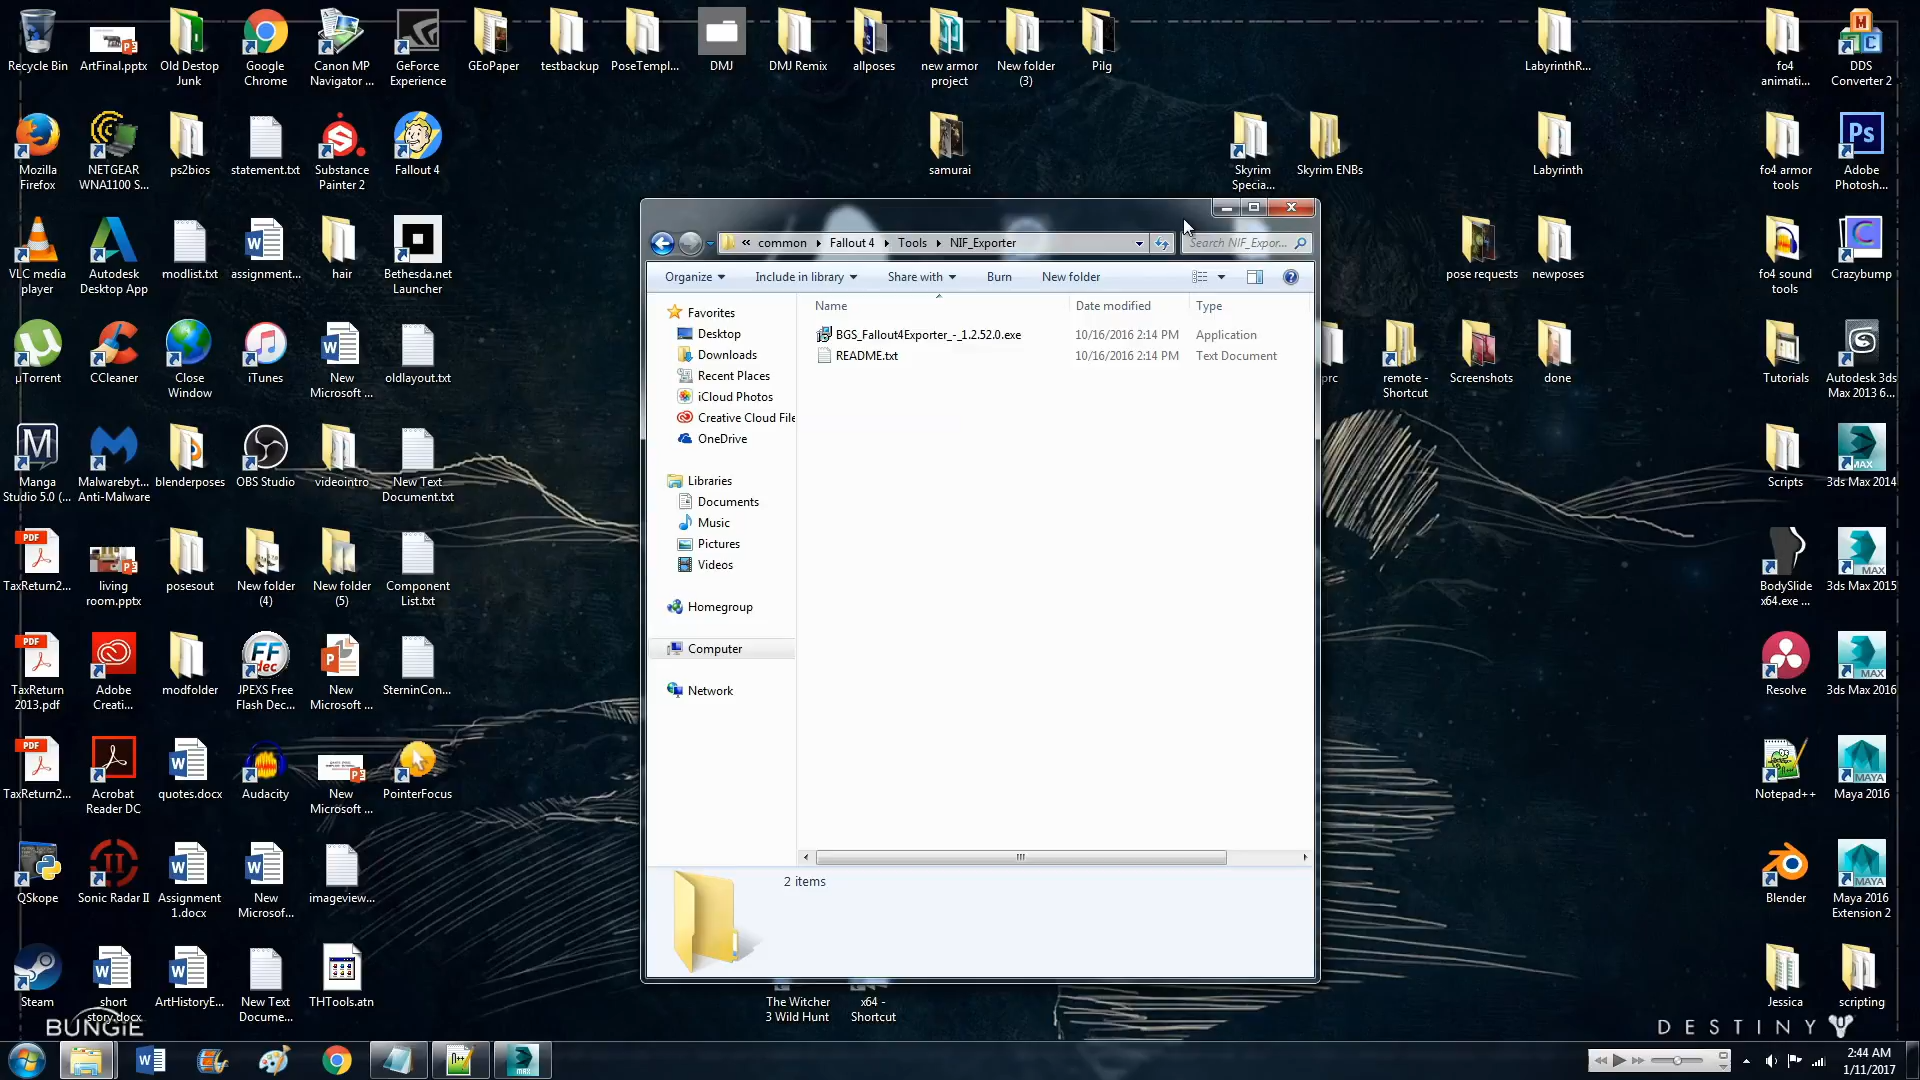 Recycle Bin
ArtFinal.pptx
Old Destop
Junk
Google
Chrome
Canon MP
Navigator ...
GeForce
Experience
GEoPaper
testbackup
PoseTempl...
DMJ
DMJ Remix
allposes
new armor
project
New folder
(3)
Pilg
LabyrinthR...
fo4
animati...
DDS
Converter 2
Mozilla
Firefox
NETGEAR
WNA1100 S...
ps2bios
statement.txt
Substance
Painter 2
Fallout 4
samurai
Skyrim
Specia...
Skyrim ENBs
Labyrinth
fo4 armor
tools
Ps
Adobe
Photosh...
VLC media
player
Autodesk
Desktop App
modlist.txt
assignment...
hair
Bethesda.net
Launcher
pose requests
newposes
fo4 sound
tools
Crazybump
µTorrent
CCleaner
Close
Window
iTunes
New
Microsoft ...
oldlayout.txt
prc
remote -
Shortcut
Screenshots
done
Tutorials
Autodesk 3ds
Max 2013 6...
Manga
Studio 5.0 (...
Malwarebyt...
Anti-Malware
blenderposes
OBS Studio
videointro
New Text
Document.txt
Scripts
MAX
3ds Max 2014
PDF
TaxReturn2...
living
room.pptx
posesout
New folder
(4)
New folder
(5)
Component
List.txt
BodySlide
x64.exe ...
MAX
3ds Max 2015
PDF
TaxReturn
2013.pdf
Adobe
Creati...
modfolder
FF
dec
JPEXS Free
Flash Dec...
New
Microsoft ...
SterninCon...
Resolve
MAX
3ds Max 2016
PDF
TaxReturn2...
Acrobat
Reader DC
quotes.docx
Audacity
New
Microsoft ...
PointerFocus
Notepad++
MAYA
Maya 2016
QSkope
Sonic Radar II
Assignment
1.docx
New
Microsof...
imageview...
Blender
MAYA
Maya 2016
Extension 2
Steam
short
story.docx
ArtHistoryE...
New Text
Docume...
THTools.atn
The Witcher
3 Wild Hunt
x64 -
Shortcut
Jessica
scripting
« common Fallout 4 Tools NIF_Exporter
Search NIF_Expor...
Organize
Include in library
Share with
Burn
New folder
Name
Date modified
Type
BGS_Fallout4Exporter_-_1.2.52.0.exe 10/16/2016 2:14 PM Application
README.txt 10/16/2016 2:14 PM Text Document
Favorites
Desktop
Downloads
Recent Places
iCloud Photos
Creative Cloud File
OneDrive
Libraries
Documents
Music
Pictures
Videos
Homegroup
Computer
Network
2 items
BUNGIE
DESTINY
2:44 AM
1/11/2017